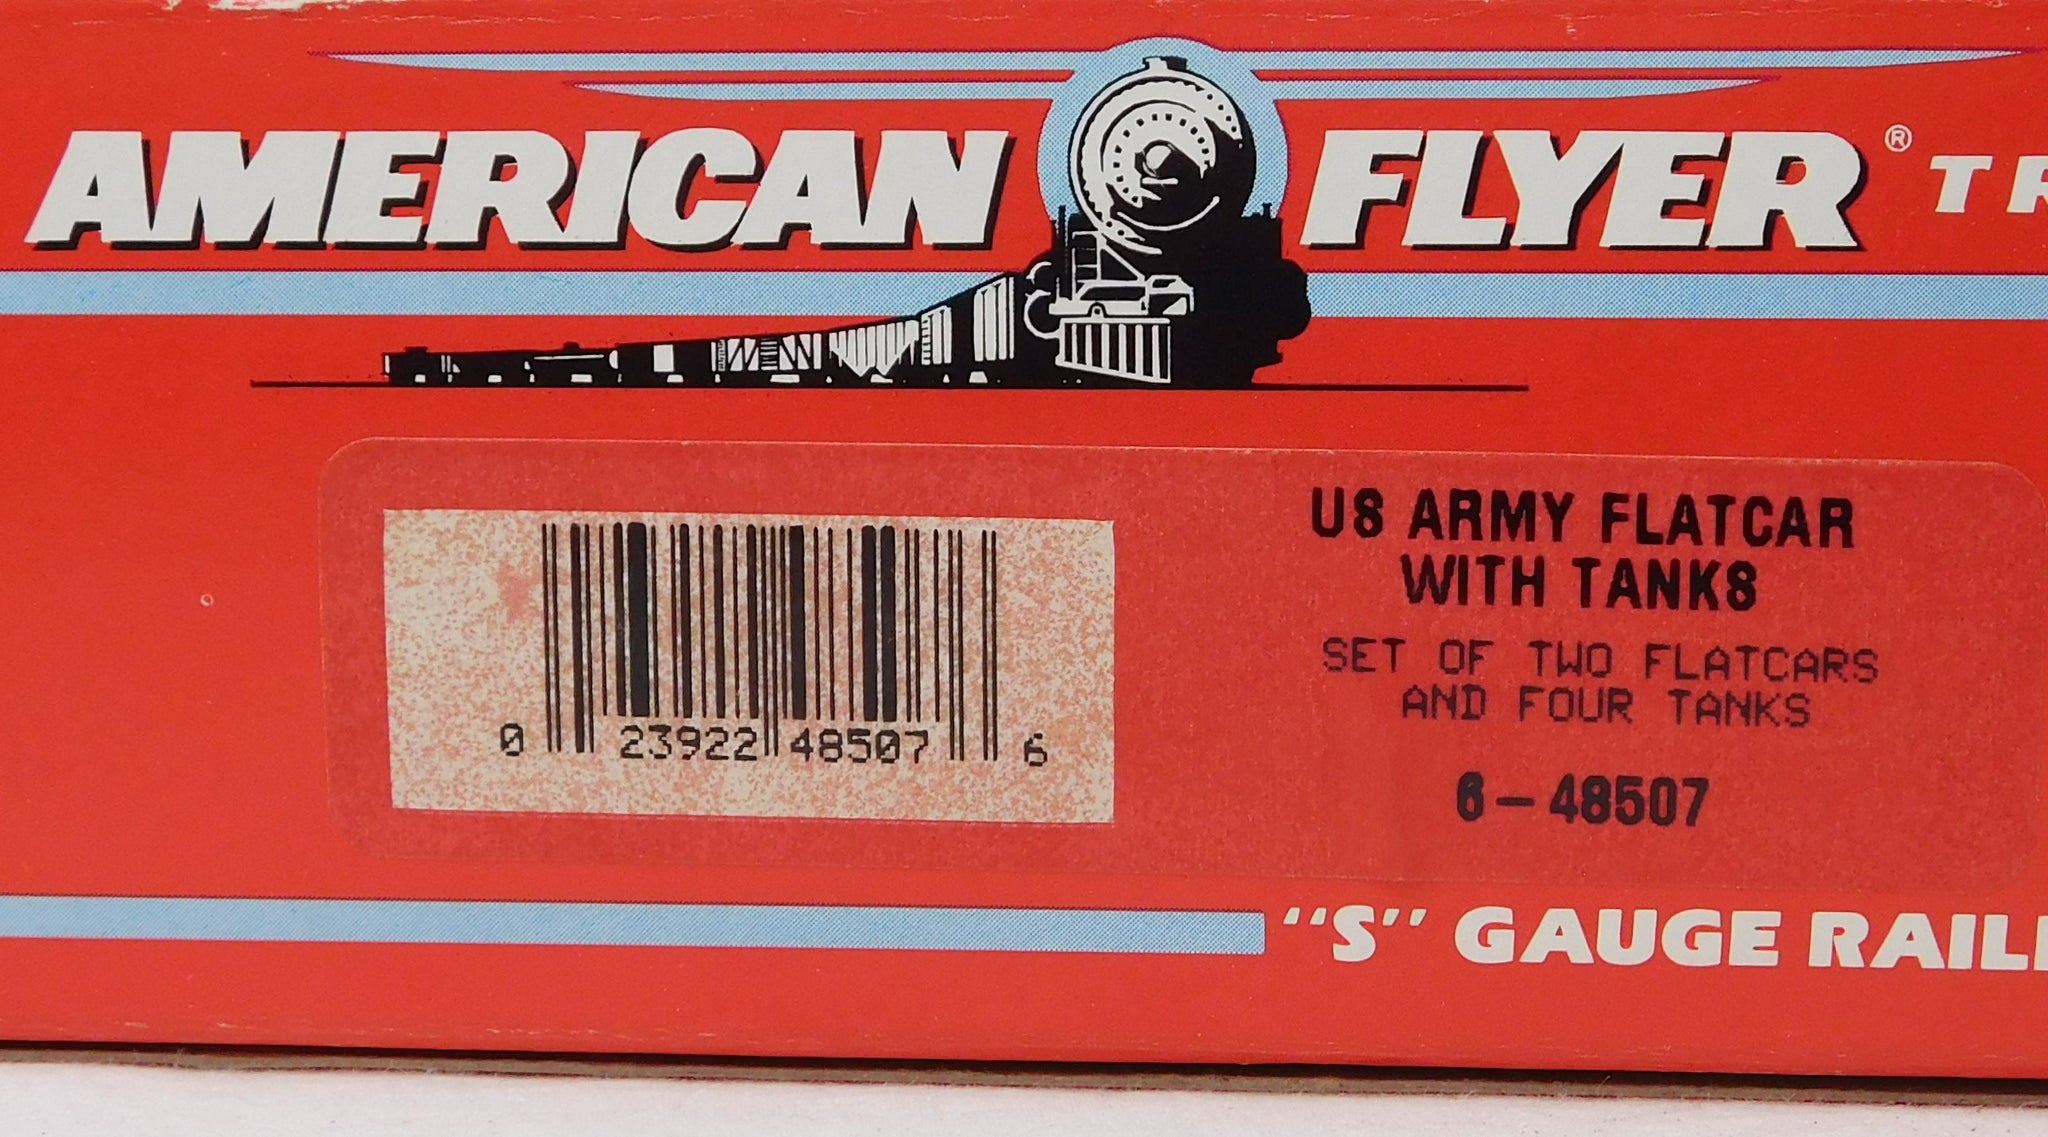 AMERICAN FLYER® TR
US ARMY FLATCAR
WITH TANKS
SET OF TWO FLATCARS
AND FOUR TANKS
6-48507
0 23922 48507 6
"S" GAUGE RAIL